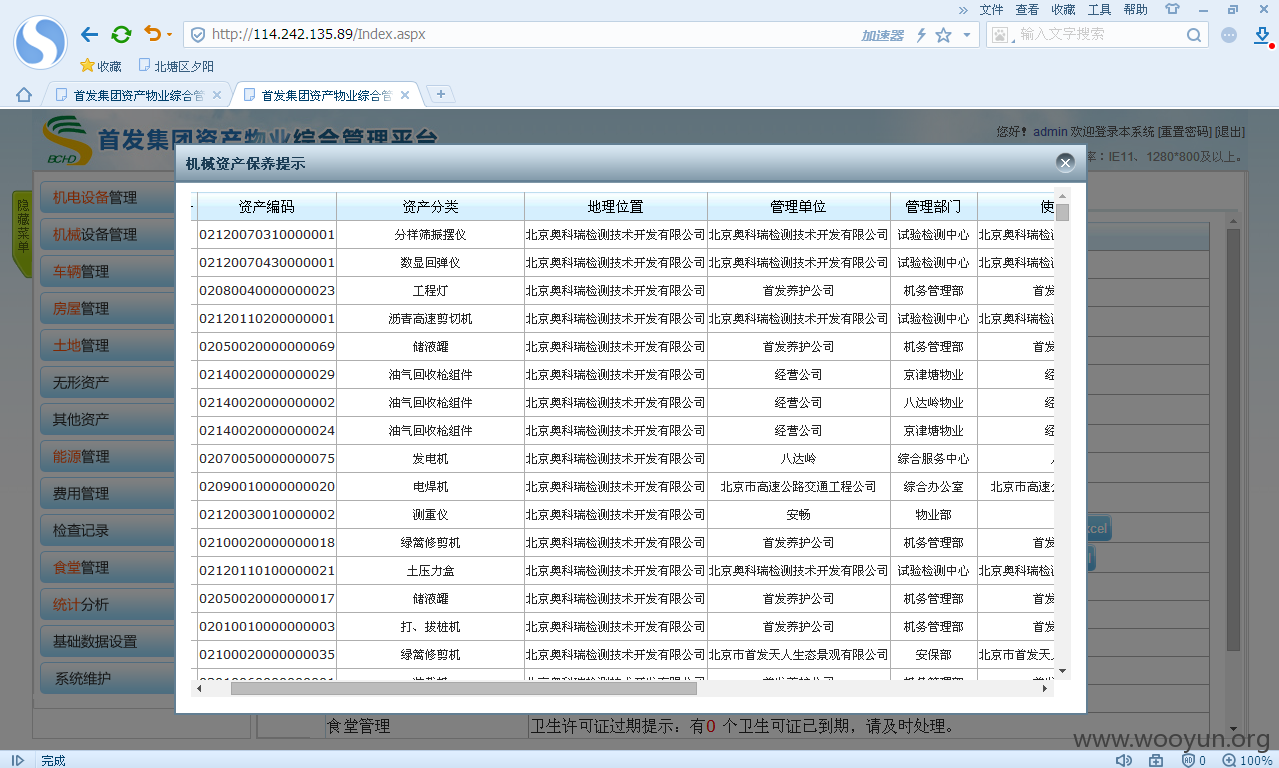 » 文件 查看 收藏 工具 帮助
http://114.242.135.89/Index.aspx 加速器 输入文字搜索
收藏 北塘区夕阳
首发集团资产物业综合管 首发集团资产物业综合管
BCHD 首发集团资产物业综合管理平台
您好！ admin 欢迎登录本系统 [重置密码] [退出]
率：IE11、1280*800及以上。
隐藏菜单
机电设备管理
机械设备管理
车辆管理
房屋管理
土地管理
无形资产
其他资产
能源管理
费用管理
检查记录
食堂管理
统计分析
基础数据设置
系统维护
机械资产保养提示
资产编码 资产分类 地理位置 管理单位 管理部门 使
02120070310000001 分样筛振摆仪 北京奥科瑞检测技术开发有限公司 北京奥科瑞检测技术开发有限公司 试验检测中心 北京奥科瑞检
02120070430000001 数显回弹仪 北京奥科瑞检测技术开发有限公司 北京奥科瑞检测技术开发有限公司 试验检测中心 北京奥科瑞检
02080040000000023 工程灯 北京奥科瑞检测技术开发有限公司 首发养护公司 机务管理部 首发
02120110200000001 沥青高速剪切机 北京奥科瑞检测技术开发有限公司 北京奥科瑞检测技术开发有限公司 试验检测中心 北京奥科瑞检
02050020000000069 储液罐 北京奥科瑞检测技术开发有限公司 首发养护公司 机务管理部 首发
02140020000000029 油气回收枪组件 北京奥科瑞检测技术开发有限公司 经营公司 京津塘物业 经
02140020000000002 油气回收枪组件 北京奥科瑞检测技术开发有限公司 经营公司 八达岭物业 经
02140020000000024 油气回收枪组件 北京奥科瑞检测技术开发有限公司 经营公司 京津塘物业 经
02070050000000075 发电机 北京奥科瑞检测技术开发有限公司 八达岭 综合服务中心
02090010000000020 电焊机 北京奥科瑞检测技术开发有限公司 北京市高速公路交通工程公司 综合办公室 北京市高速
02120030010000002 测重仪 北京奥科瑞检测技术开发有限公司 安畅 物业部
02100020000000018 绿篱修剪机 北京奥科瑞检测技术开发有限公司 首发养护公司 机务管理部 首发
02120110100000021 土压力盒 北京奥科瑞检测技术开发有限公司 北京奥科瑞检测技术开发有限公司 试验检测中心 北京奥科瑞检
02050020000000017 储液罐 北京奥科瑞检测技术开发有限公司 首发养护公司 机务管理部 首发
02010010000000003 打、拔桩机 北京奥科瑞检测技术开发有限公司 首发养护公司 机务管理部 首发
02100020000000035 绿篱修剪机 北京奥科瑞检测技术开发有限公司 北京市首发天人生态景观有限公司 安保部 北京市首发天
xcel
食堂管理 卫生许可证过期提示：有0 个卫生可证已到期，请及时处理。
www.wooyun.org
完成 0 100%